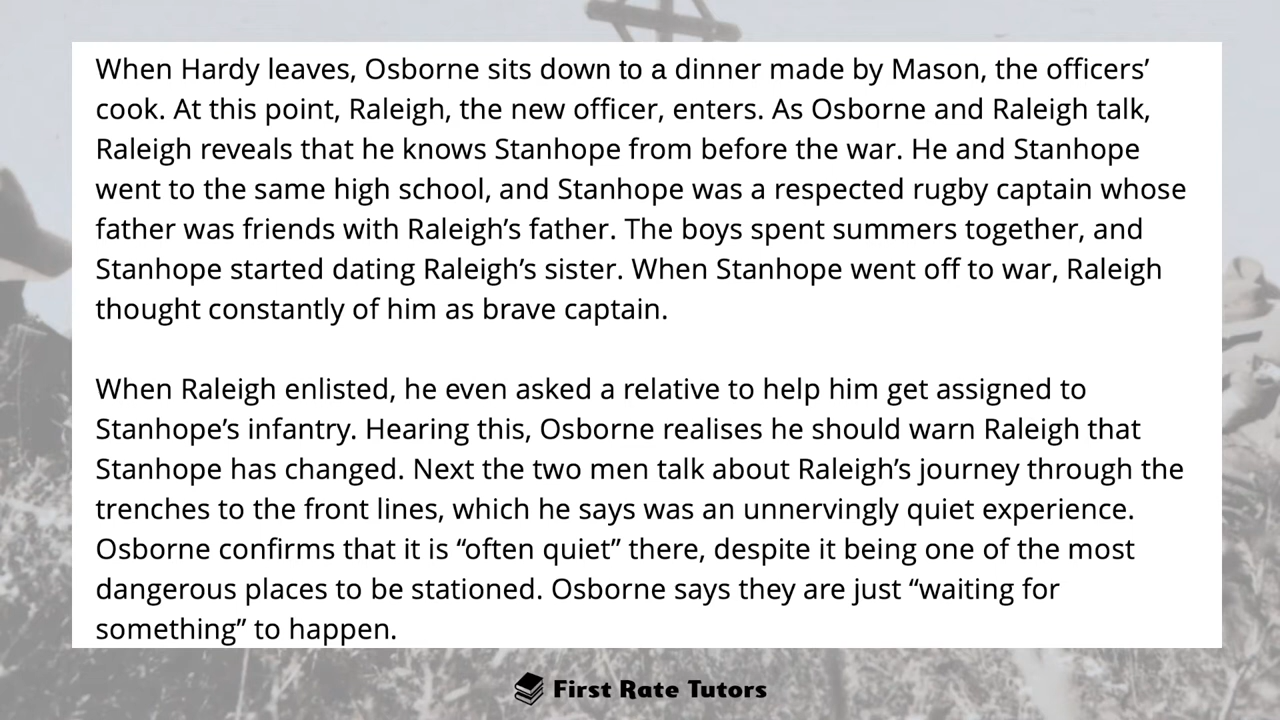 When Hardy leaves, Osborne sits down to a dinner made by Mason, the officers’
cook. At this point, Raleigh, the new officer, enters. As Osborne and Raleigh talk,
Raleigh reveals that he knows Stanhope from before the war. He and Stanhope
went to the same high school, and Stanhope was a respected rugby captain whose
father was friends with Raleigh’s father. The boys spent summers together, and
Stanhope started dating Raleigh’s sister. When Stanhope went off to war, Raleigh
thought constantly of him as brave captain.

When Raleigh enlisted, he even asked a relative to help him get assigned to
Stanhope’s infantry. Hearing this, Osborne realises he should warn Raleigh that
Stanhope has changed. Next the two men talk about Raleigh’s journey through the
trenches to the front lines, which he says was an unnervingly quiet experience.
Osborne confirms that it is “often quiet” there, despite it being one of the most
dangerous places to be stationed. Osborne says they are just “waiting for
something” to happen.
First Rate Tutors